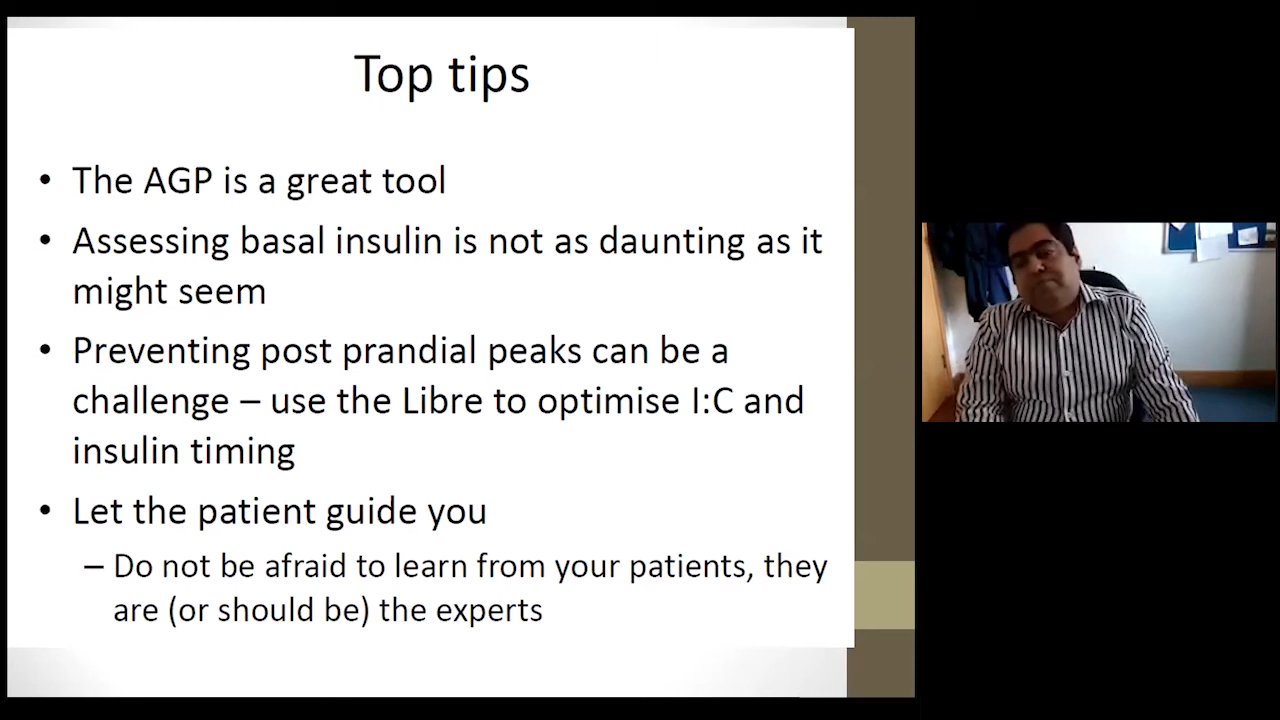 Top tips
• The AGP is a great tool
• Assessing basal insulin is not as daunting as it
might seem
• Preventing post prandial peaks can be a
challenge – use the Libre to optimise I:C and
insulin timing
• Let the patient guide you
– Do not be afraid to learn from your patients, they
are (or should be) the experts